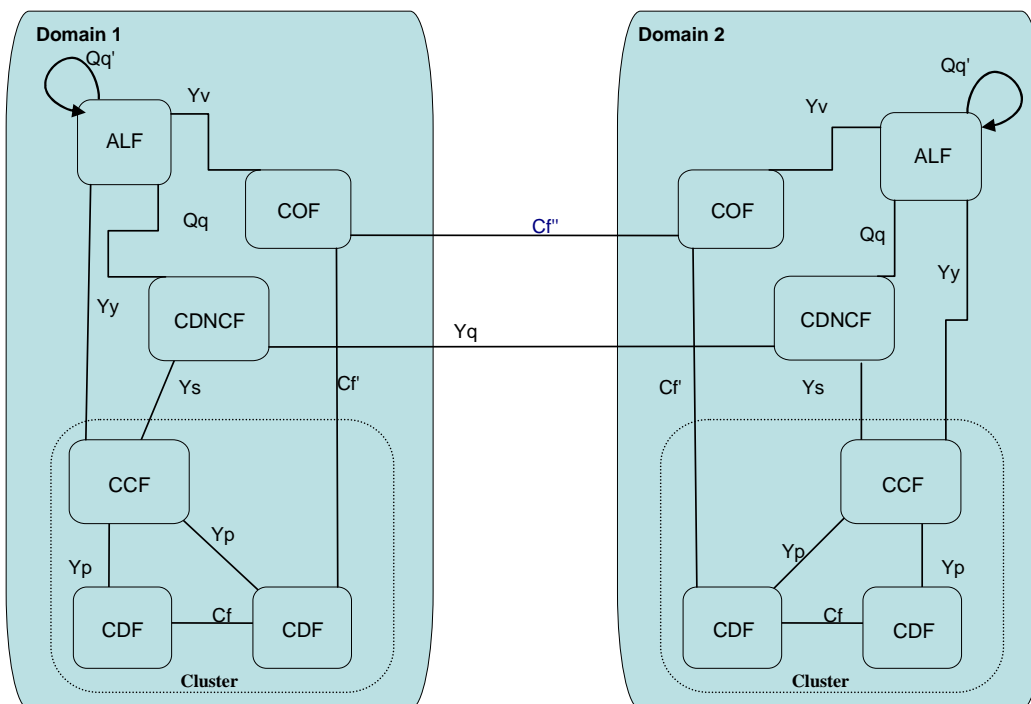 Domain 1
Domain 2
Qq'
Qq'
Yv
Yv
ALF
ALF
COF
COF
Qq
Cf''
Qq
Yy
Yy
CDNCF
CDNCF
Yq
Ys
Cf'
Cf'
Ys
CCF
CCF
Yp
Yp
Yp
Yp
CDF
Cf
CDF
CDF
Cf
CDF
Cluster
Cluster